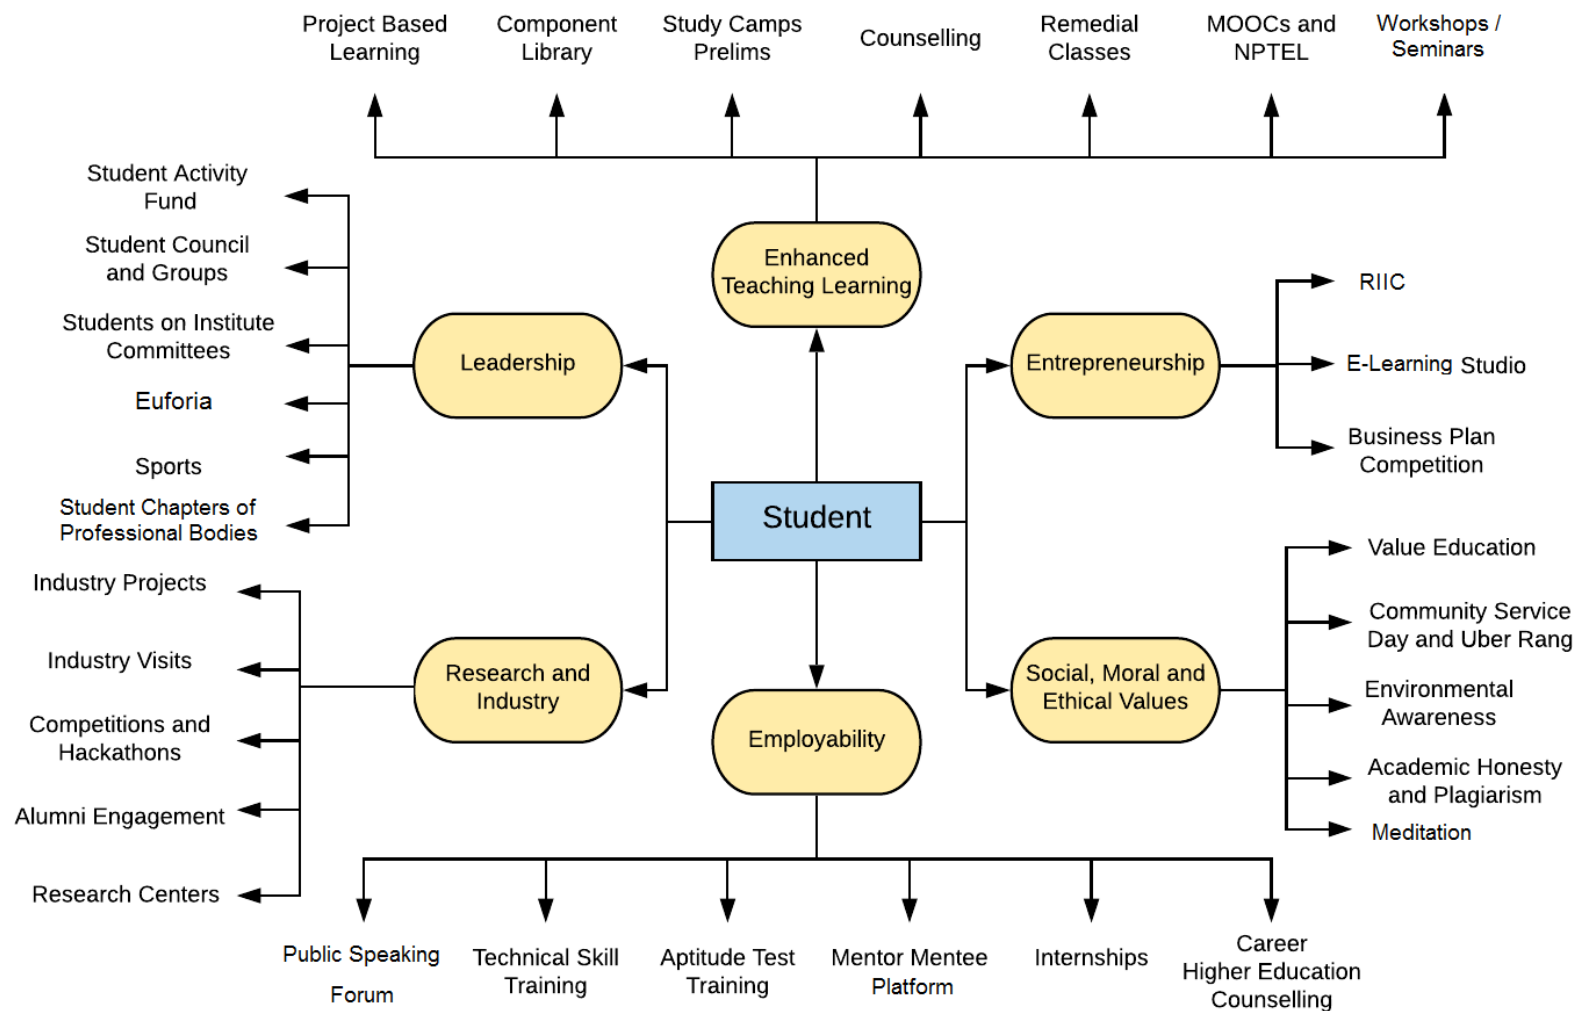 Project Based
Learning
Component
Library
Study Camps
Prelims
Counselling
Remedial
Classes
MOOCs and
NPTEL
Workshops /
Seminars
Student Activity
Fund
Student Council
and Groups
Students on Institute
Committees
Euforia
Sports
Student Chapters of
Professional Bodies
Leadership
Enhanced
Teaching Learning
Entrepreneurship
RIIC
E-Learning Studio
Business Plan
Competition
Student
Industry Projects
Industry Visits
Competitions and
Hackathons
Alumni Engagement
Research Centers
Research and
Industry
Employability
Social, Moral and
Ethical Values
Value Education
Community Service
Day and Uber Rang
Environmental
Awareness
Academic Honesty
and Plagiarism
Meditation
Public Speaking
Forum
Technical Skill
Training
Aptitude Test
Training
Mentor Mentee
Platform
Internships
Career
Higher Education
Counselling